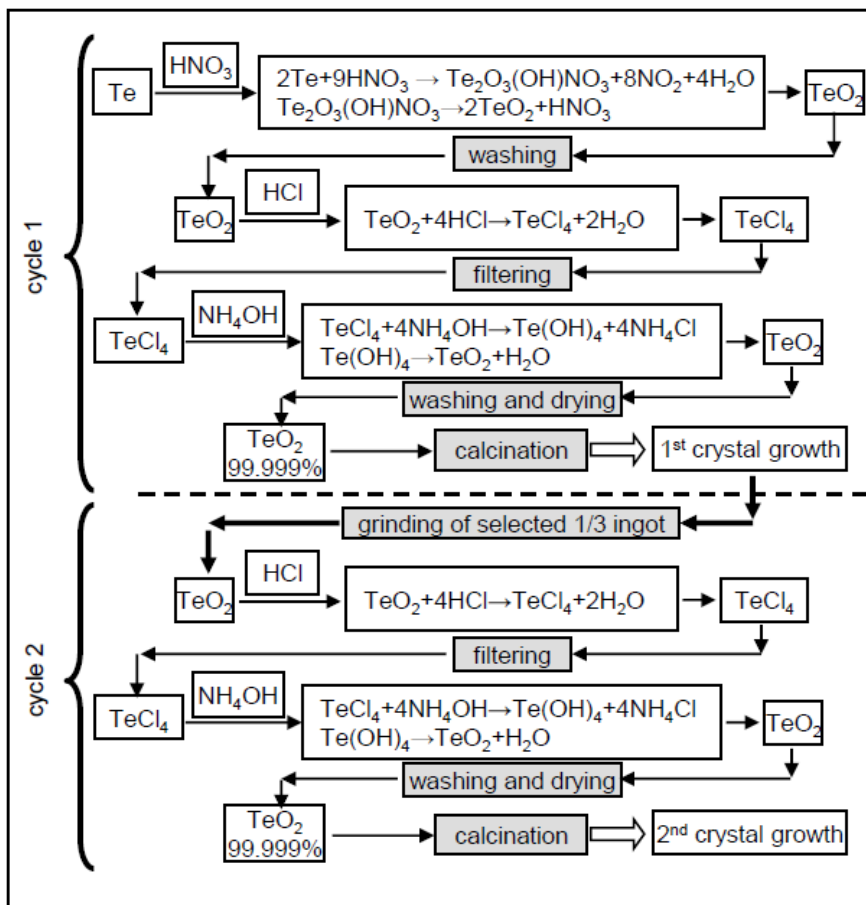 cycle 1
HNO₃
Te
2Te+9HNO₃ → Te₂O₃(OH)NO₃+8NO₂+4H₂O
Te₂O₃(OH)NO₃→2TeO₂+HNO₃
TeO₂
washing
TeO₂
HCl
TeO₂+4HCl→TeCl₄+2H₂O
TeCl₄
filtering
TeCl₄
NH₄OH
TeCl₄+4NH₄OH→Te(OH)₄+4NH₄Cl
Te(OH)₄→TeO₂+H₂O
TeO₂
washing and drying
TeO₂
99.999%
calcination
1ˢᵗ crystal growth
cycle 2
grinding of selected 1/3 ingot
TeO₂
HCl
TeO₂+4HCl→TeCl₄+2H₂O
TeCl₄
filtering
TeCl₄
NH₄OH
TeCl₄+4NH₄OH→Te(OH)₄+4NH₄Cl
Te(OH)₄→TeO₂+H₂O
TeO₂
washing and drying
TeO₂
99.999%
calcination
2ⁿᵈ crystal growth